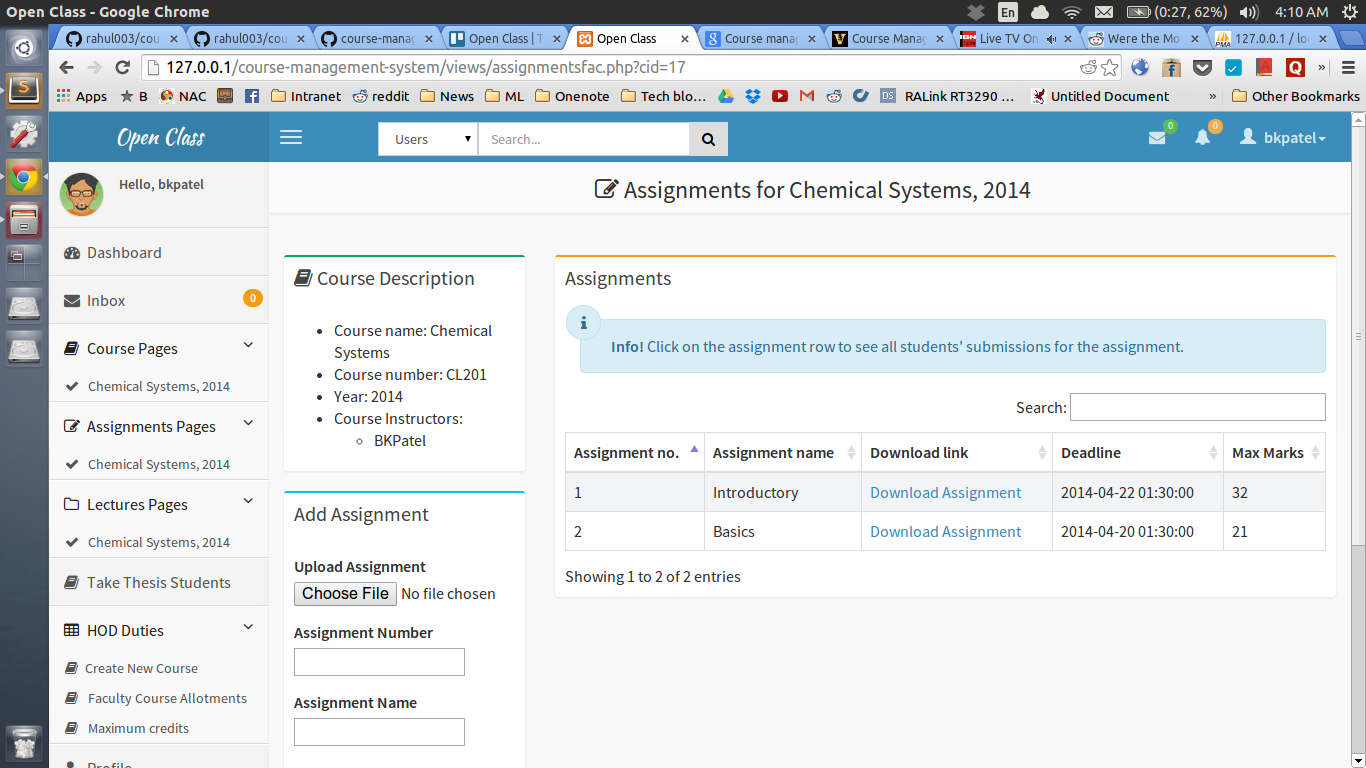 Open Class - Google Chrome
En
(0:27, 62%)
4:10 AM
rahul003/cou
rahul003/cou
course-manag
Open Class | T
Open Class
Course manag
Course Manag
Live TV On
Were the Mo
127.0.0.1 / lo
127.0.0.1/course-management-system/views/assignmentsfac.php?cid=17
Apps
B
NAC
Intranet
reddit
News
ML
Onenote
Tech blo...
RALink RT3290 ...
Untitled Document
»
Other Bookmarks
Open Class
Users
Search...
0
0
bkpatel
Hello, bkpatel
Dashboard
Inbox
0
Course Pages
Chemical Systems, 2014
Assignments Pages
Chemical Systems, 2014
Lectures Pages
Chemical Systems, 2014
Take Thesis Students
HOD Duties
Create New Course
Faculty Course Allotments
Maximum credits
Profile
Assignments for Chemical Systems, 2014
Course Description
Course name: Chemical
Systems
Course number: CL201
Year: 2014
Course Instructors:
BKPatel
Add Assignment
Upload Assignment
Choose File No file chosen
Assignment Number
Assignment Name
Assignments
Info! Click on the assignment row to see all students' submissions for the assignment.
Search:
Assignment no. Assignment name Download link Deadline Max Marks
1 Introductory Download Assignment 2014-04-22 01:30:00 32
2 Basics Download Assignment 2014-04-20 01:30:00 21
Showing 1 to 2 of 2 entries